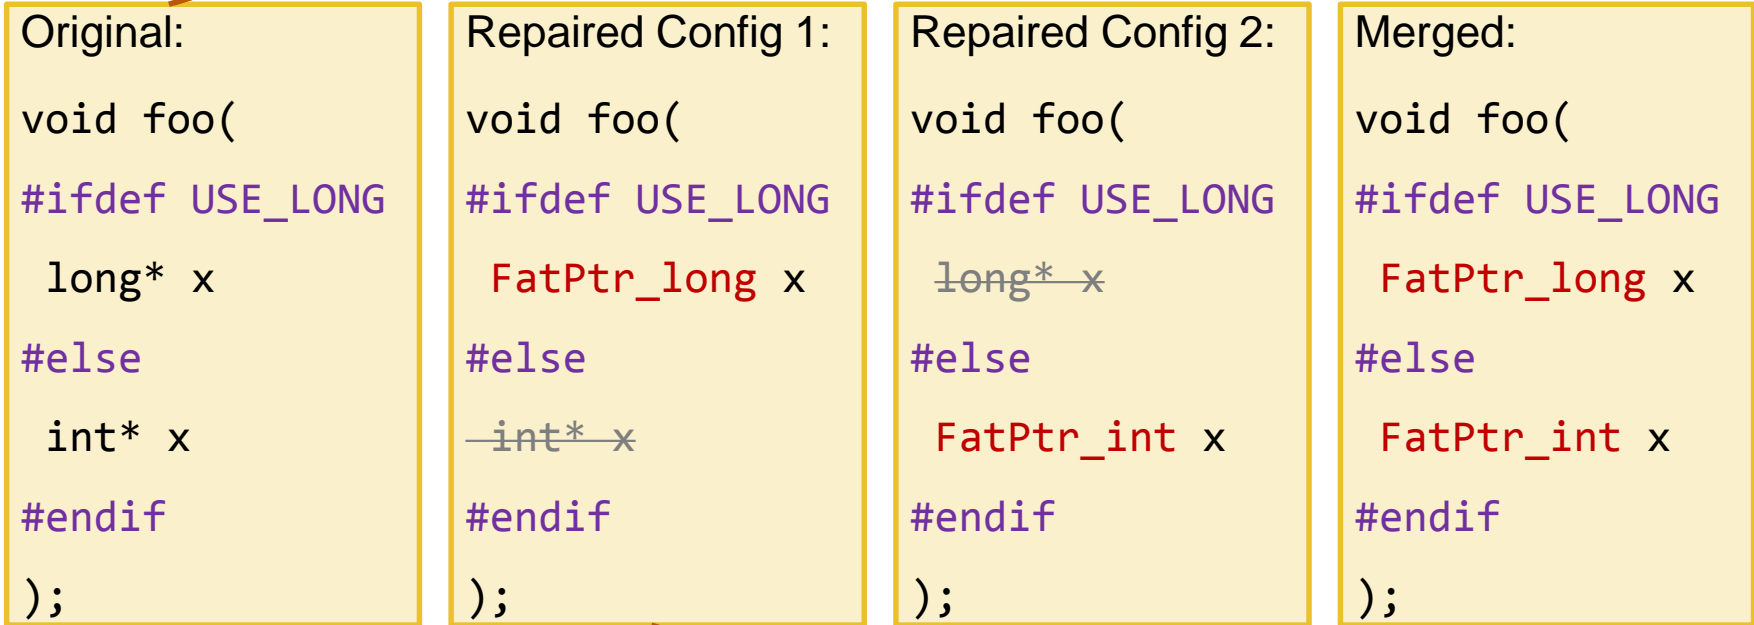 Original:
void foo(
#ifdef USE_LONG
 long* x
#else
 int* x
#endif
);
Repaired Config 1:
void foo(
#ifdef USE_LONG
 FatPtr_long x
#else
 int* x
#endif
);
Repaired Config 2:
void foo(
#ifdef USE_LONG
 long* x
#else
 FatPtr_int x
#endif
);
Merged:
void foo(
#ifdef USE_LONG
 FatPtr_long x
#else
 FatPtr_int x
#endif
);